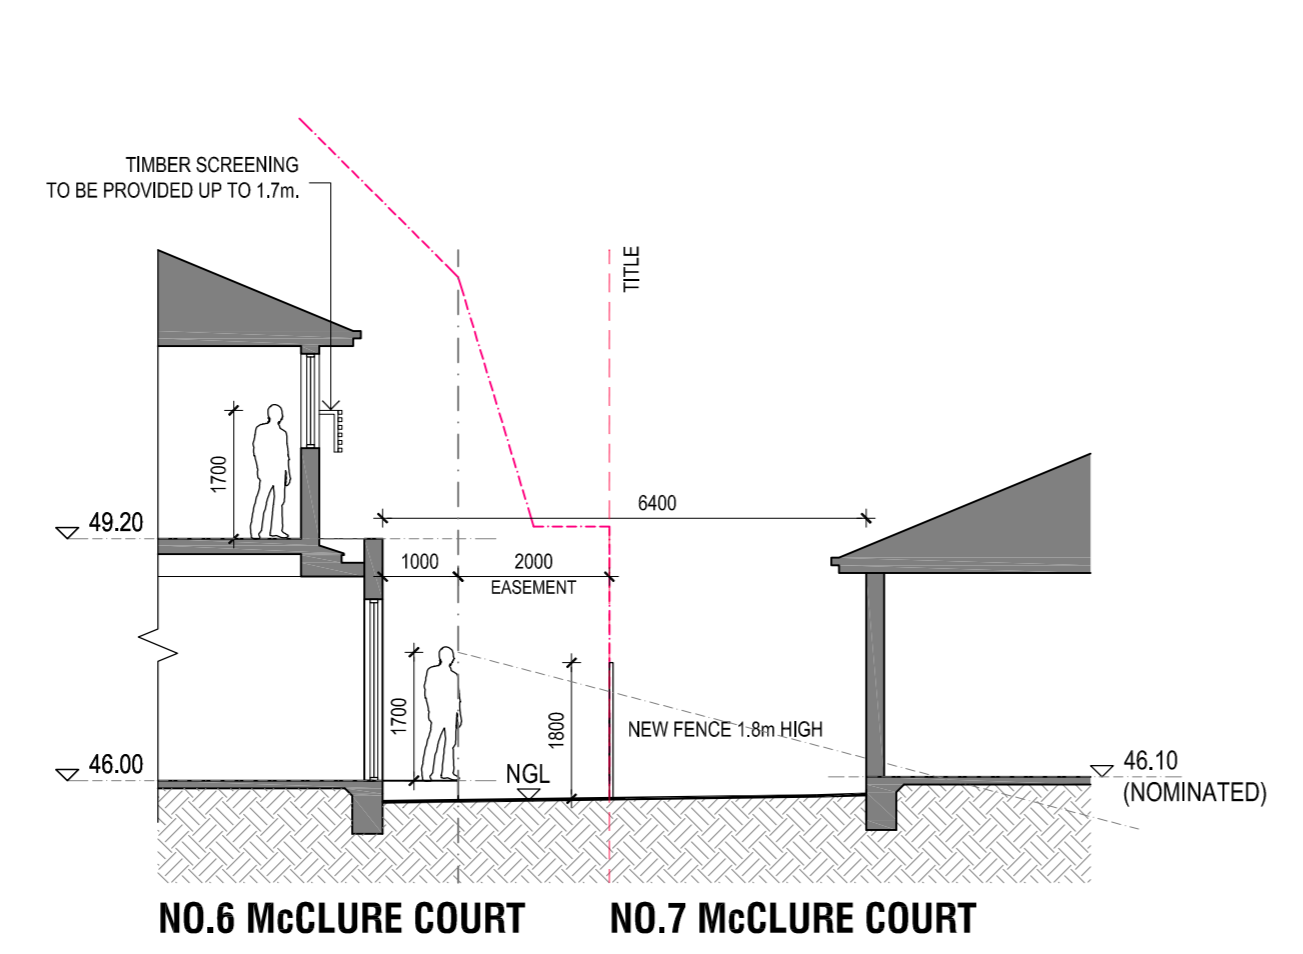 TIMBER SCREENING
TO BE PROVIDED UP TO 1.7m.
TITLE
1700
6400
49.20
1000
2000
EASEMENT
1700
1800
NEW FENCE 1.8m HIGH
46.00
NGL
46.10
(NOMINATED)
NO.6 McCLURE COURT
NO.7 McCLURE COURT